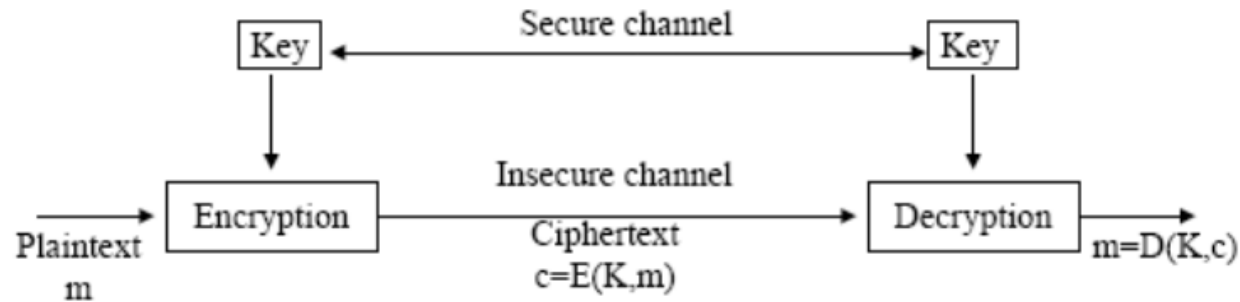 Secure channel
Key
Key
Insecure channel
Encryption
Decryption
Plaintext
m
Ciphertext
c=E(K,m)
m=D(K,c)